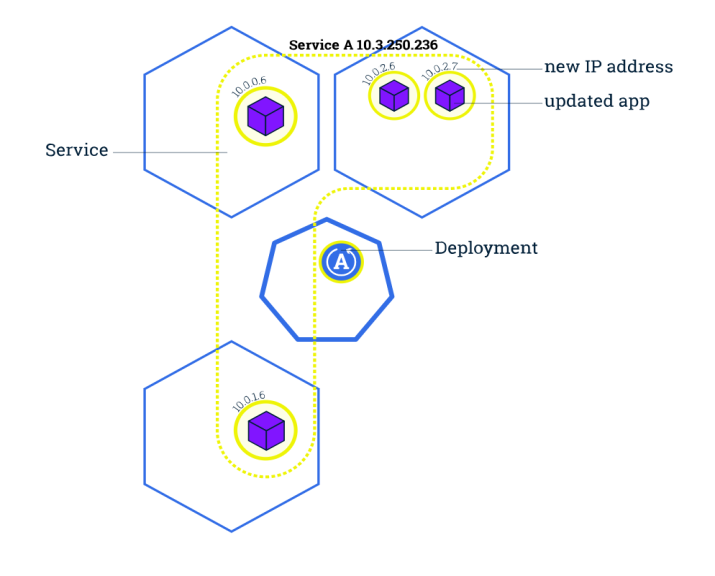 Service A 10.3.250.236
10.0.0.6
10.0.2.6
10.0.2.7
new IP address
updated app
Service
Deployment
A
10.0.1.6